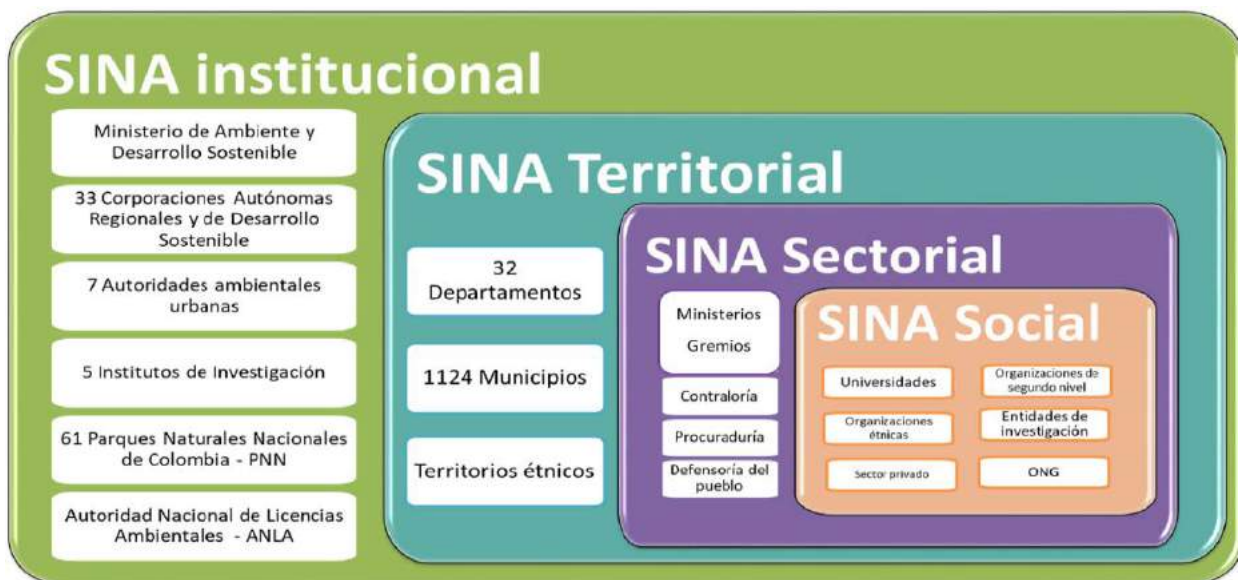 SINA institucional
Ministerio de Ambiente y
Desarrollo Sostenible
33 Corporaciones Autónomas
Regionales y de Desarrollo
Sostenible
7 Autoridades ambientales
urbanas
5 Institutos de Investigación
61 Parques Naturales Nacionales
de Colombia - PNN
Autoridad Nacional de Licencias
Ambientales - ANLA
SINA Territorial
32
Departamentos
1124 Municipios
Territorios étnicos
SINA Sectorial
Ministerios
Gremios
Contraloría
Procuraduría
Defensoría del
pueblo
SINA Social
Universidades
Organizaciones de
segundo nivel
Organizaciones
étnicas
Entidades de
investigación
Sector privado
ONG